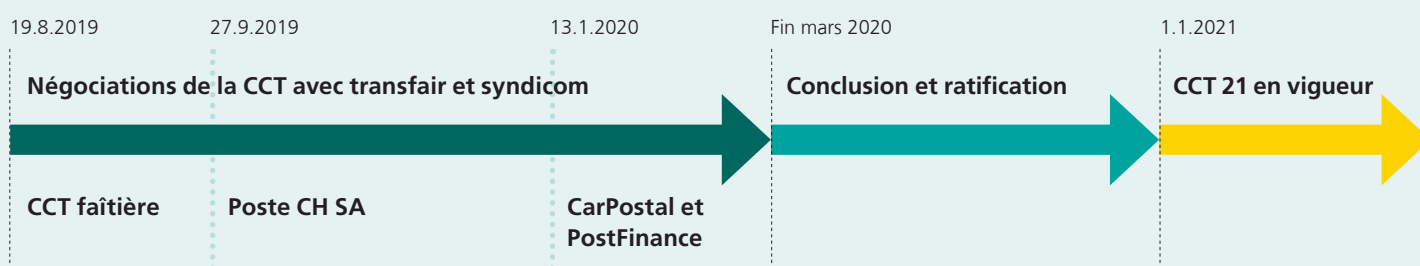 19.8.2019
27.9.2019
13.1.2020
Fin mars 2020
1.1.2021
Négociations de la CCT avec transfair et syndicom
Conclusion et ratification
CCT 21 en vigueur
CCT faîtière
Poste CH SA
CarPostal et
PostFinance